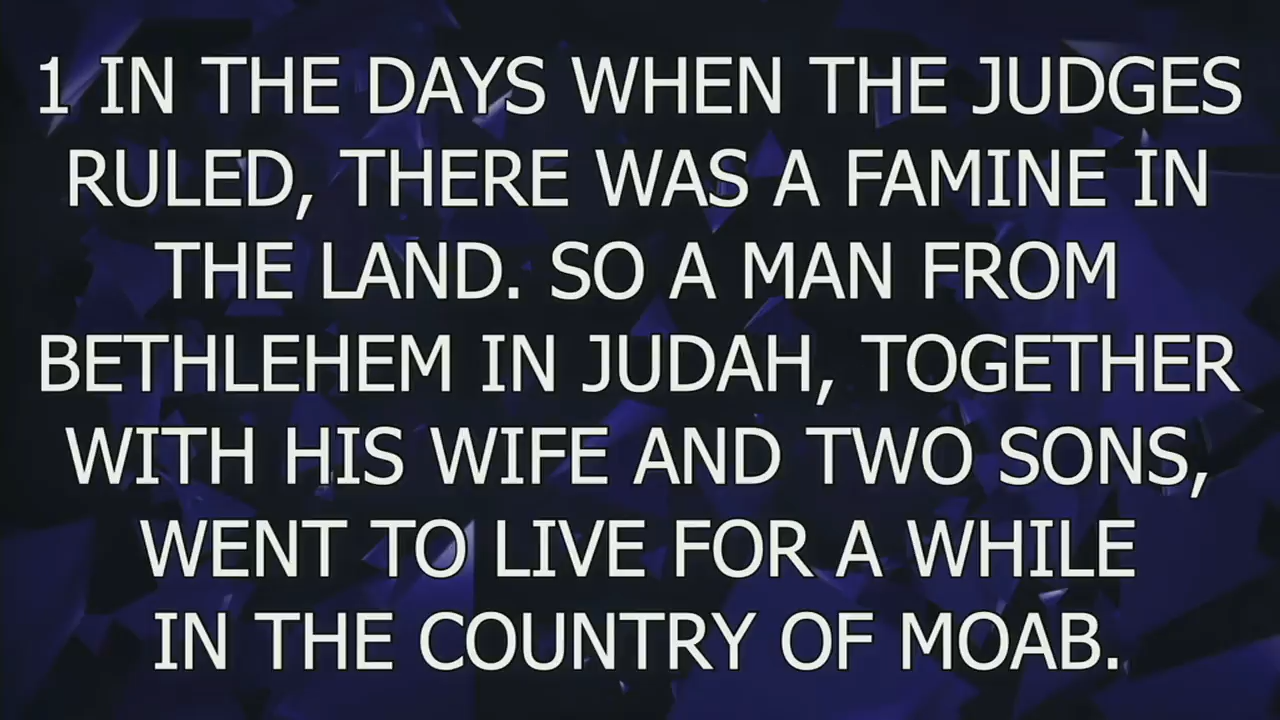 1 IN THE DAYS WHEN THE JUDGES
RULED, THERE WAS A FAMINE IN
THE LAND. SO A MAN FROM
BETHLEHEM IN JUDAH, TOGETHER
WITH HIS WIFE AND TWO SONS,
WENT TO LIVE FOR A WHILE
IN THE COUNTRY OF MOAB.